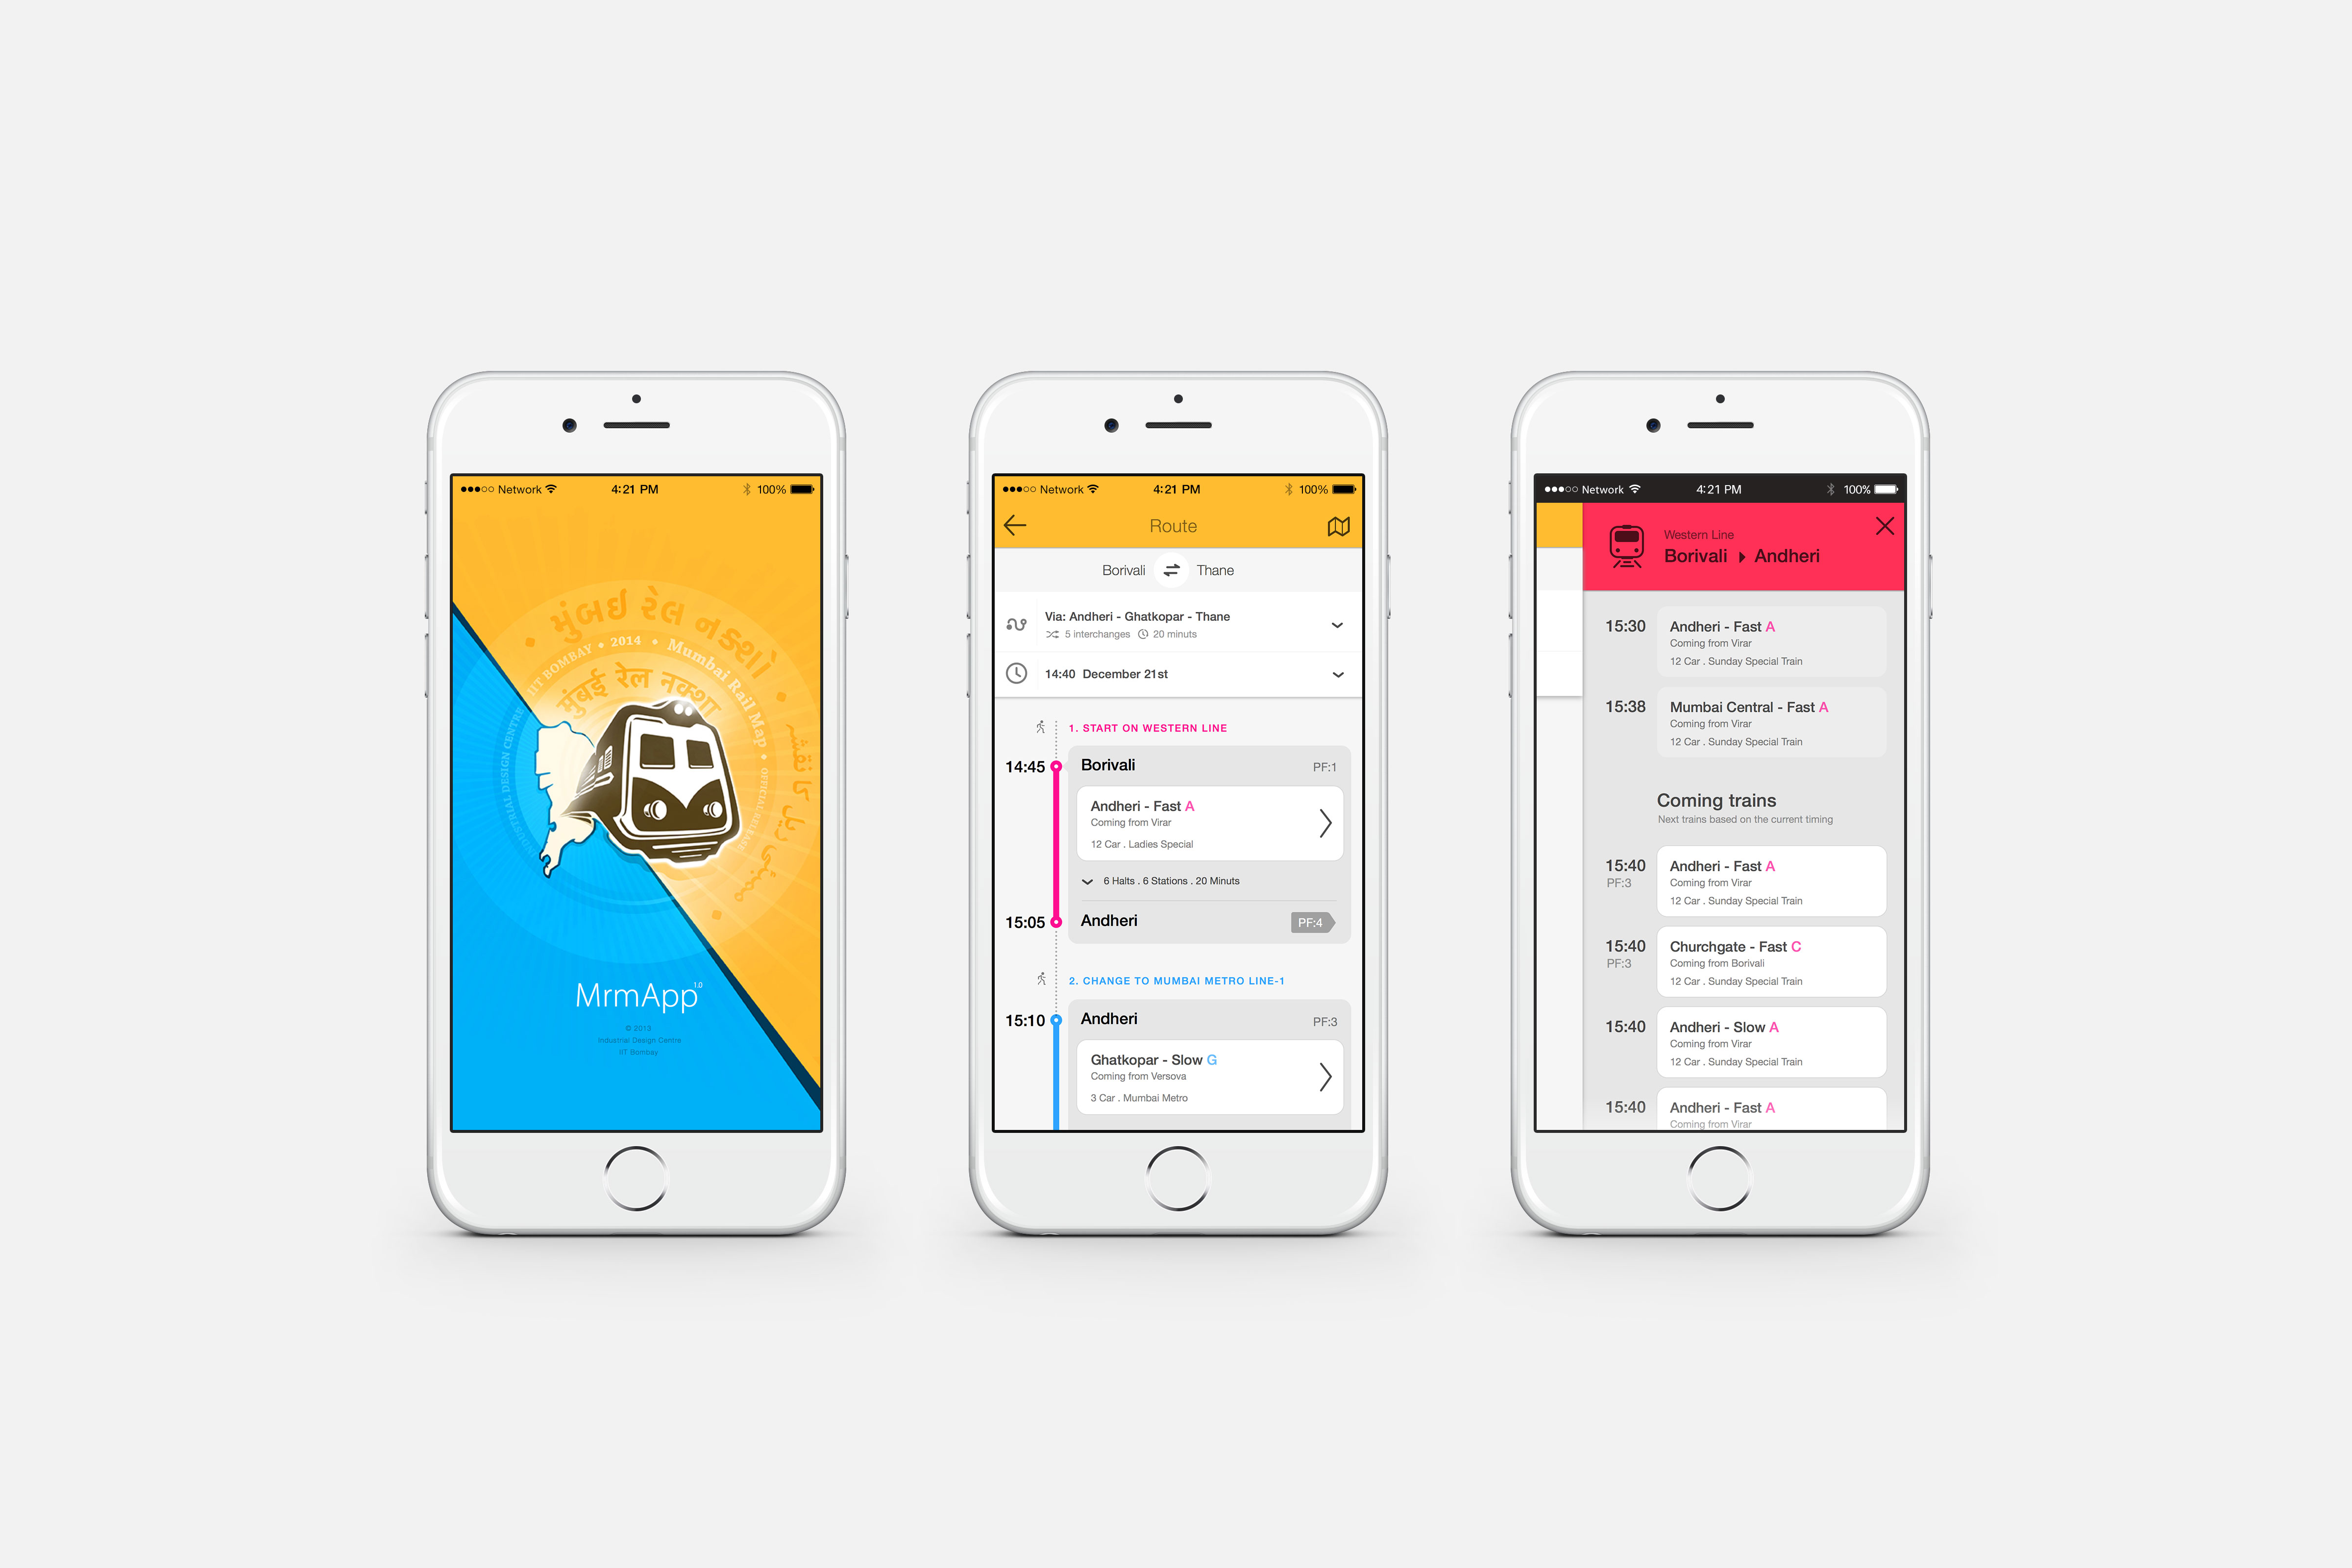 Network
4:21 PM
100%
મુંબઈ રેલ નક્શો
INDUSTRIAL DESIGN CENTRE IIT BOMBAY 2014 Mumbai Rail Map OFFICIAL RELEASE
मुंबई रेल नक्शा
ممبئی ریل کا نقشہ
MrmApp 1.0
© 2013
Industrial Design Centre
IIT Bombay
Network
4:21 PM
100%
Route
Borivali
Thane
Via: Andheri - Ghatkopar - Thane
5 interchanges 20 minuts
14:40 December 21st
1. START ON WESTERN LINE
14:45
Borivali
PF:1
Andheri - Fast A
Coming from Virar
12 Car . Ladies Special
6 Halts . 6 Stations . 20 Minuts
15:05
Andheri
PF:4
2. CHANGE TO MUMBAI METRO LINE-1
15:10
Andheri
PF:3
Ghatkopar - Slow G
Coming from Versova
3 Car . Mumbai Metro
Network
4:21 PM
100%
Western Line
Borivali Andheri
15:30
Andheri - Fast A
Coming from Virar
12 Car . Sunday Special Train
15:38
Mumbai Central - Fast A
Coming from Virar
12 Car . Sunday Special Train
Coming trains
Next trains based on the current timing
15:40
PF:3
Andheri - Fast A
Coming from Virar
12 Car . Sunday Special Train
15:40
PF:3
Churchgate - Fast C
Coming from Borivali
12 Car . Sunday Special Train
15:40
Andheri - Slow A
Coming from Virar
12 Car . Sunday Special Train
15:40
Andheri - Fast A
Coming from Virar